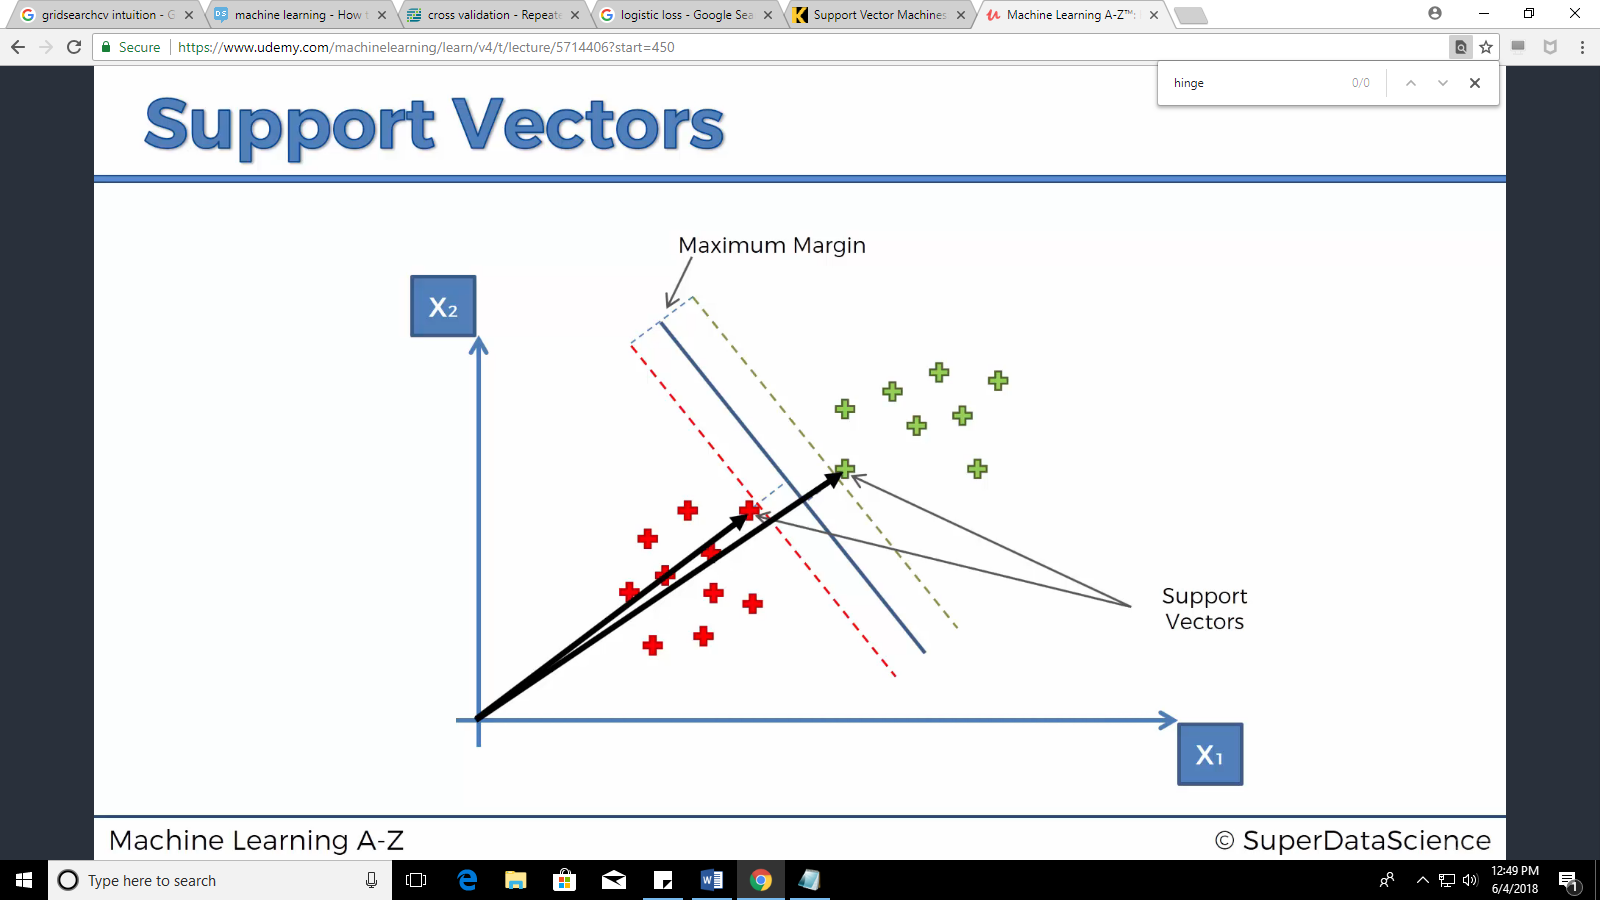 gridsearchcv intuition - G
machine learning - How t
cross validation - Repeate
logistic loss - Google Sea
Support Vector Machines
Machine Learning A-Z™:
Secure
https://www.udemy.com/machinelearning/learn/v4/t/lecture/5714406?start=450
hinge
0/0
Support Vectors
Maximum Margin
X2
Support
Vectors
X1
Machine Learning A-Z
© SuperDataScience
Type here to search
12:49 PM
6/4/2018
1